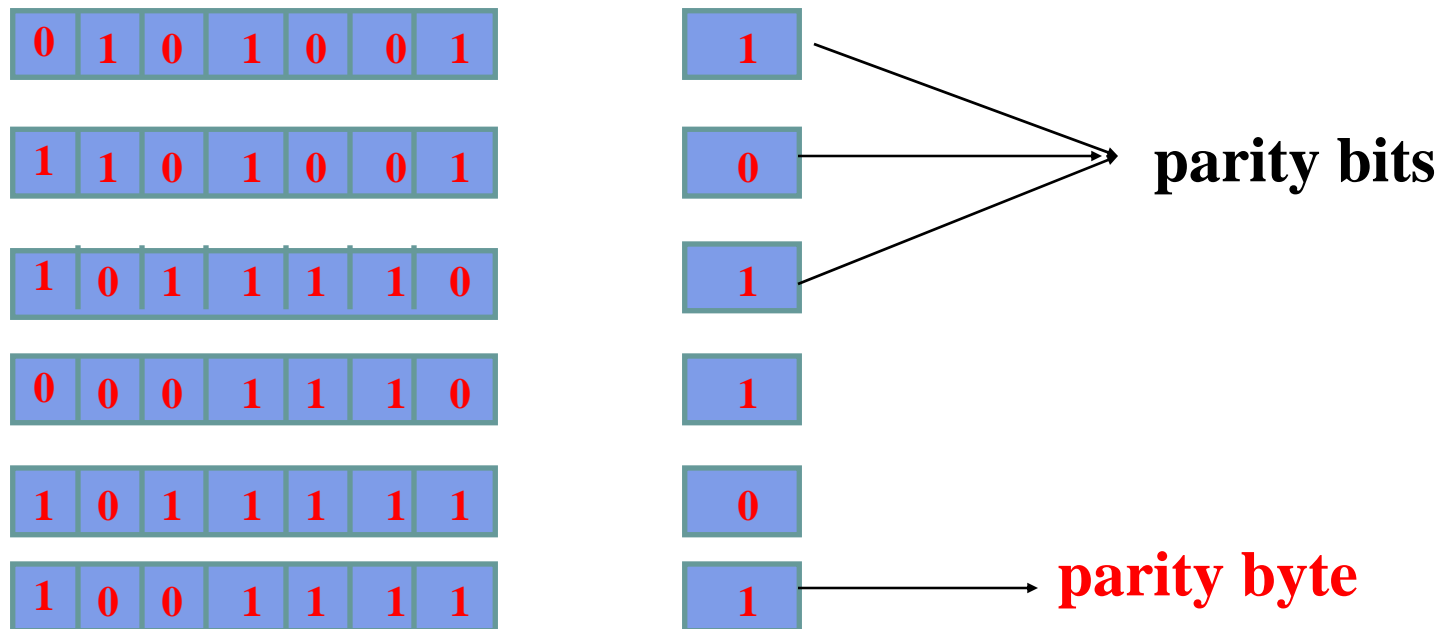 0 1 0 1 0 0 1 1
1 1 0 1 0 0 1 0 parity bits
1 0 1 1 1 1 0 1
0 0 0 1 1 1 0 1
1 0 1 1 1 1 1 0
1 0 0 1 1 1 1 1 parity byte